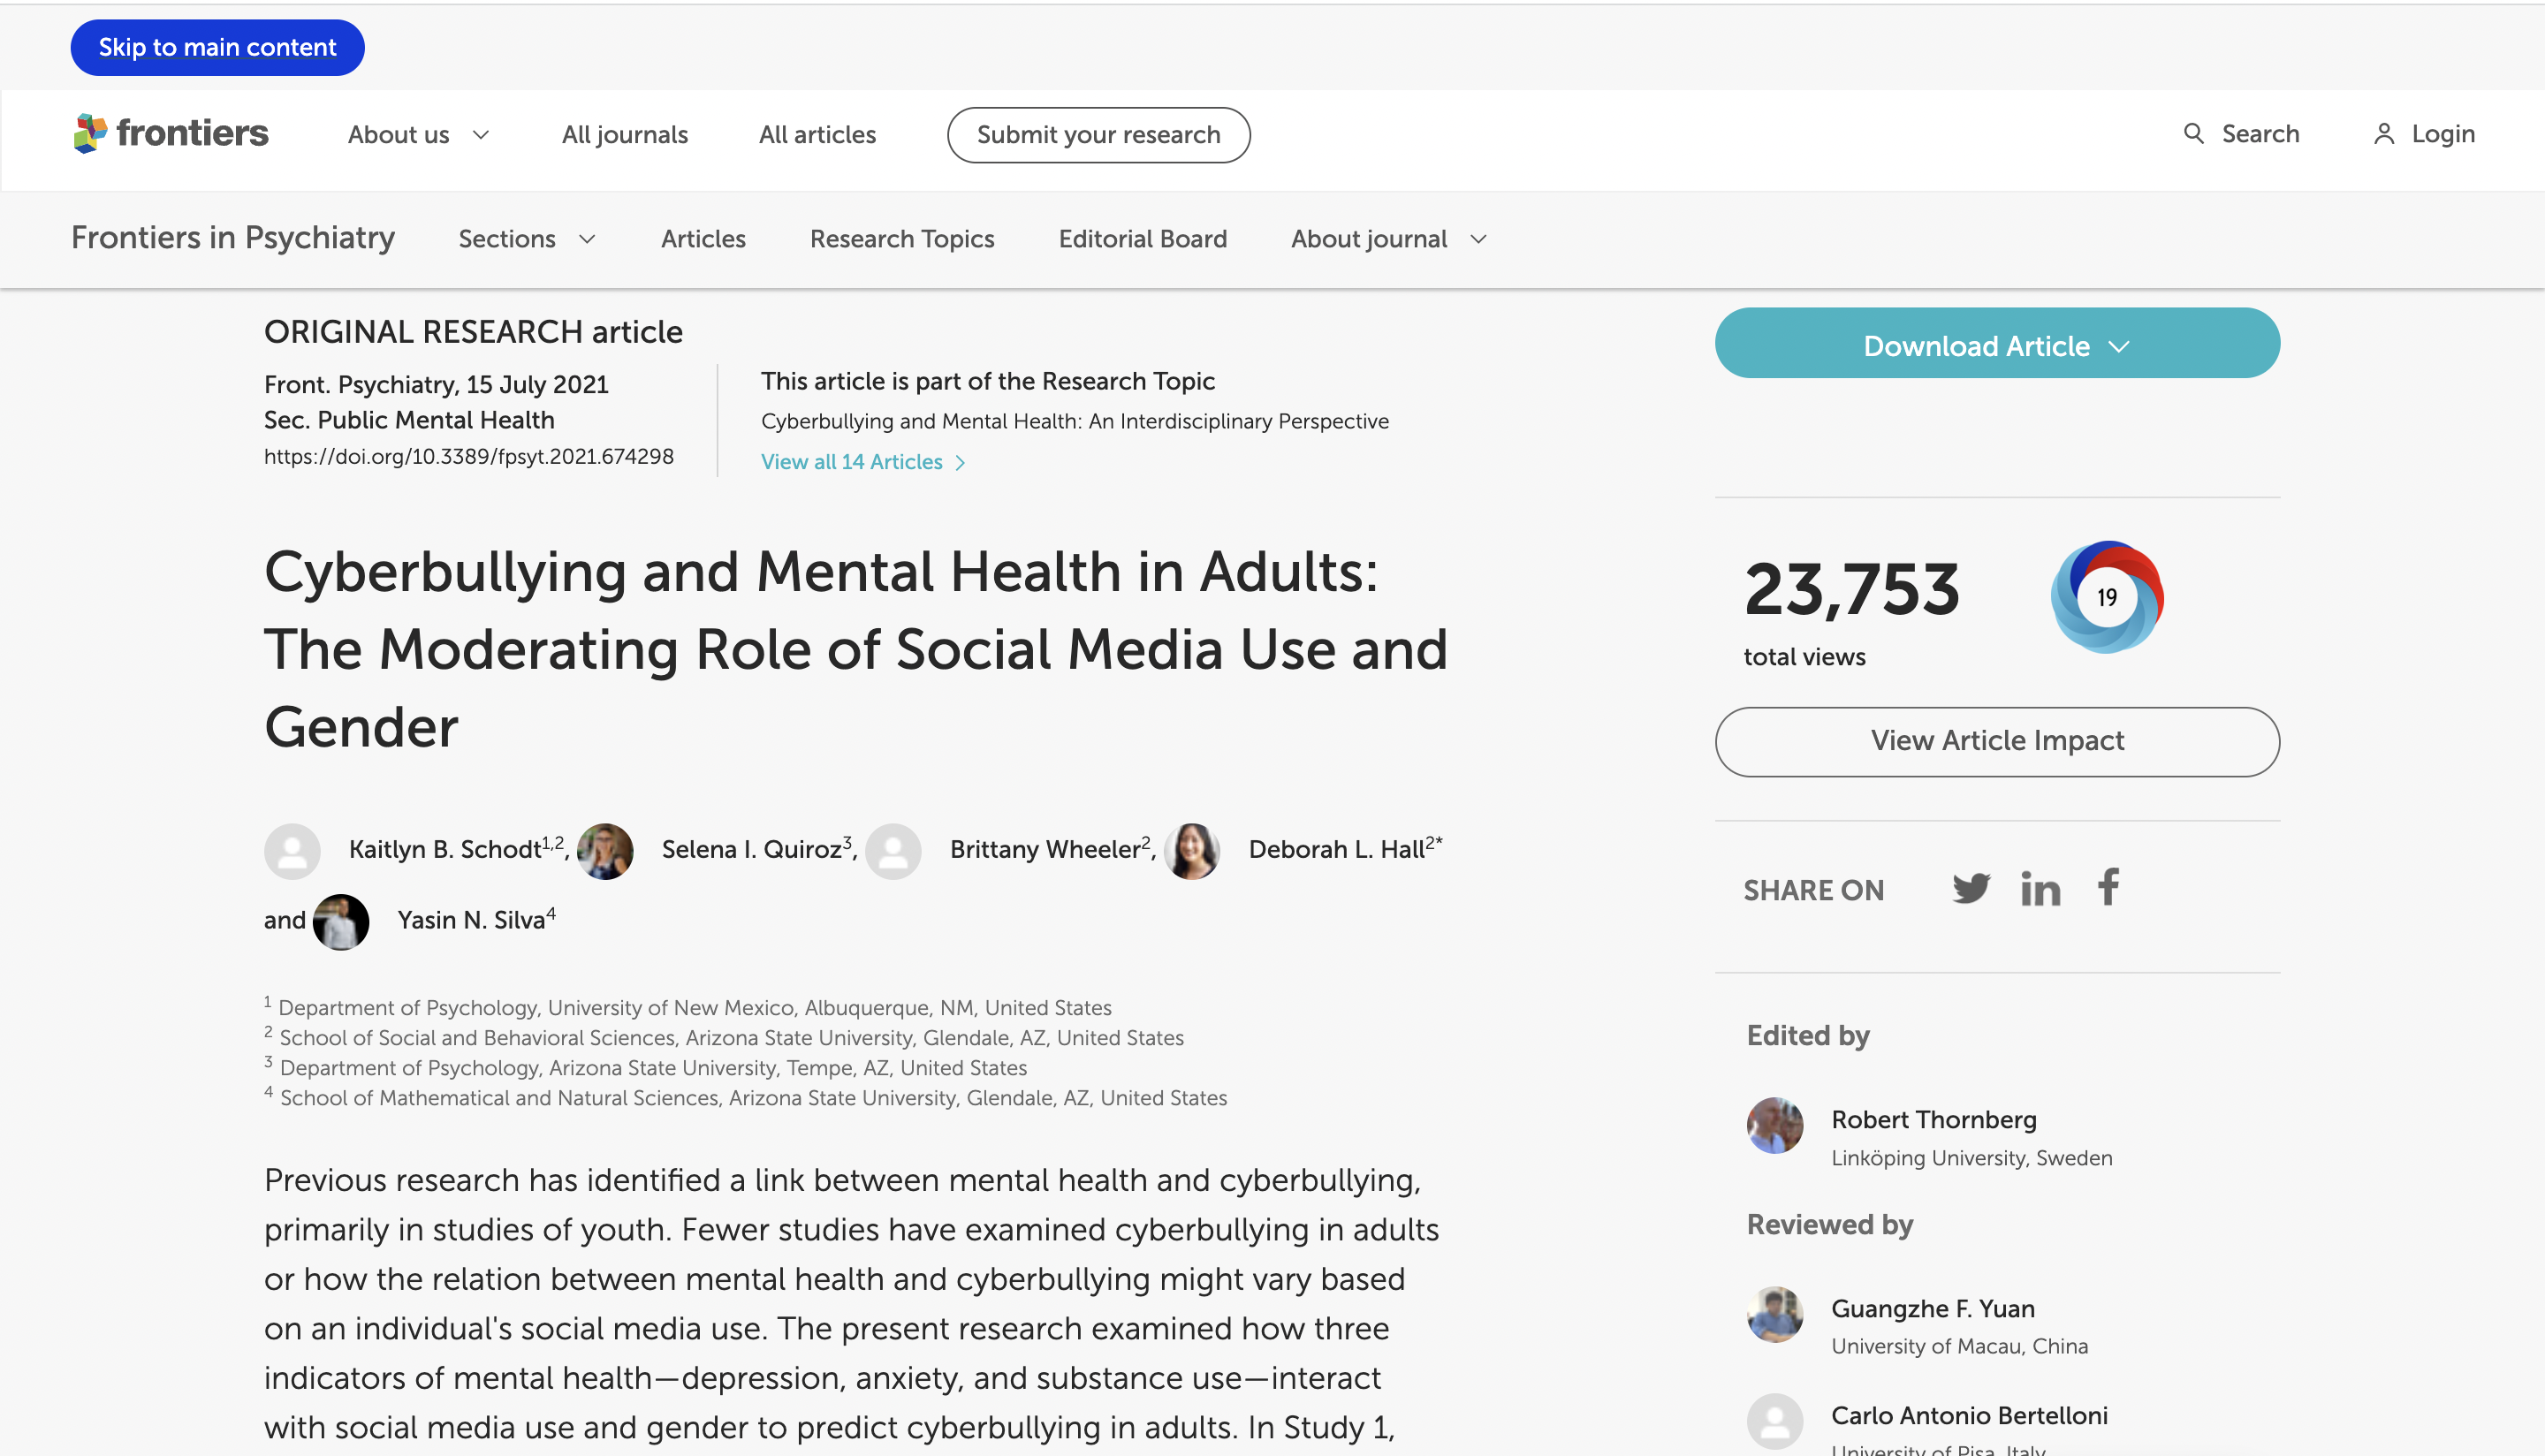 Skip to main content
frontiers
About us
All journals
All articles
Submit your research
Search
Login
Frontiers in Psychiatry
Sections
Articles
Research Topics
Editorial Board
About journal
ORIGINAL RESEARCH article
Front. Psychiatry, 15 July 2021
Sec. Public Mental Health
https://doi.org/10.3389/fpsyt.2021.674298
This article is part of the Research Topic
Cyberbullying and Mental Health: An Interdisciplinary Perspective
View all 14 Articles
Cyberbullying and Mental Health in Adults:
The Moderating Role of Social Media Use and
Gender
Kaitlyn B. Schodt1,2, Selena I. Quiroz3, Brittany Wheeler2, Deborah L. Hall2*
and Yasin N. Silva4
1 Department of Psychology, University of New Mexico, Albuquerque, NM, United States
2 School of Social and Behavioral Sciences, Arizona State University, Glendale, AZ, United States
3 Department of Psychology, Arizona State University, Tempe, AZ, United States
4 School of Mathematical and Natural Sciences, Arizona State University, Glendale, AZ, United States
Previous research has identified a link between mental health and cyberbullying,
primarily in studies of youth. Fewer studies have examined cyberbullying in adults
or how the relation between mental health and cyberbullying might vary based
on an individual's social media use. The present research examined how three
indicators of mental health—depression, anxiety, and substance use—interact
with social media use and gender to predict cyberbullying in adults. In Study 1,
Download Article
23,753
total views
19
View Article Impact
SHARE ON
Edited by
Robert Thornberg
Linköping University, Sweden
Reviewed by
Guangzhe F. Yuan
University of Macau, China
Carlo Antonio Bertelloni
University of Pisa, Italy